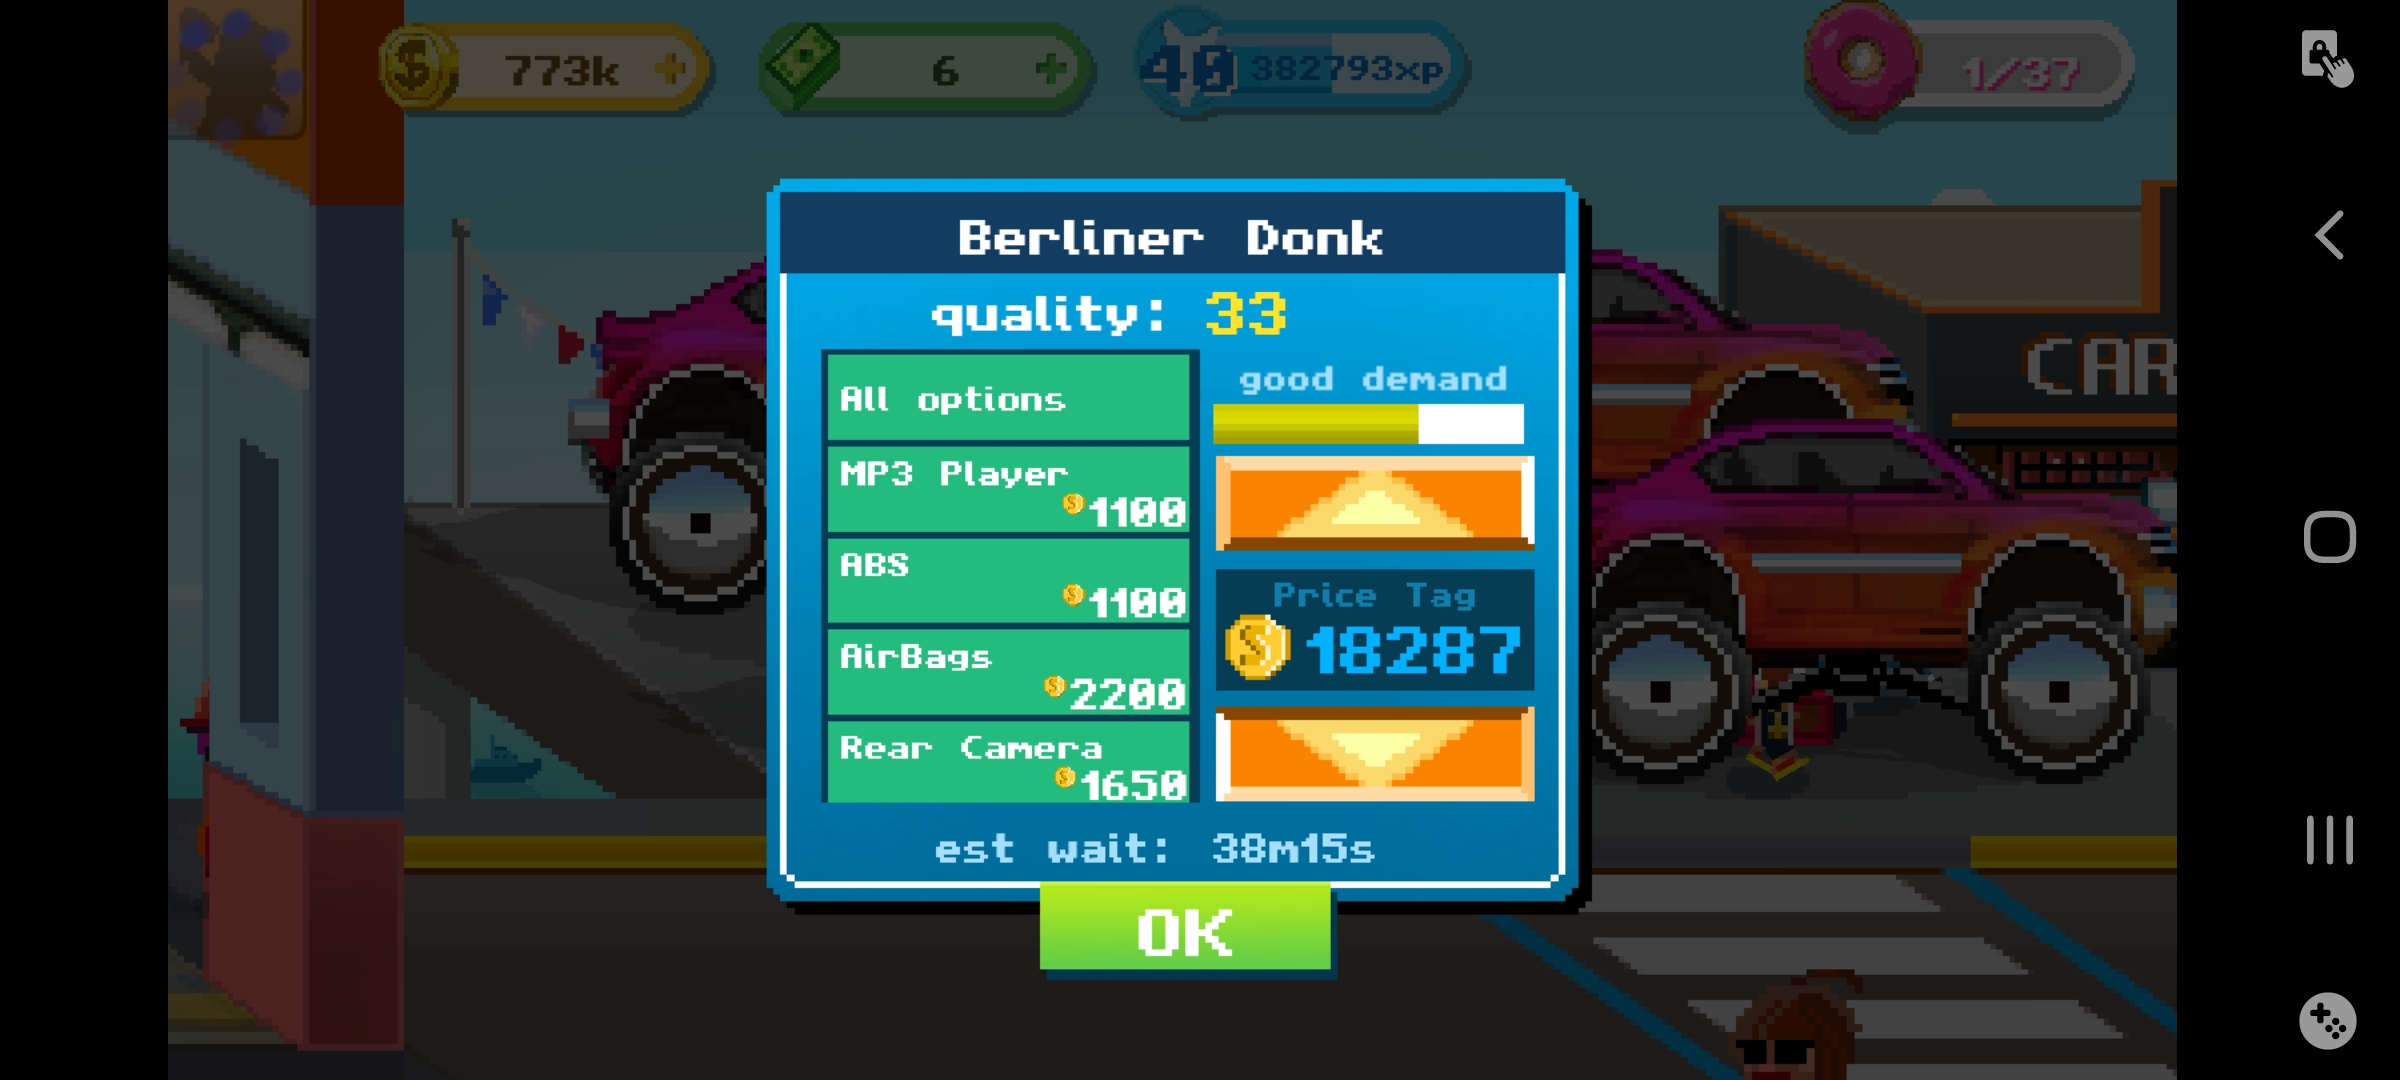 773k
6
40 382793xp
1/37
Berliner Donk
quality: 33
All options
MP3 Player
1100
ABS
1100
AirBags
2200
Rear Camera
1650
good demand
Price Tag
18287
est wait: 38m15s
OK
CAR